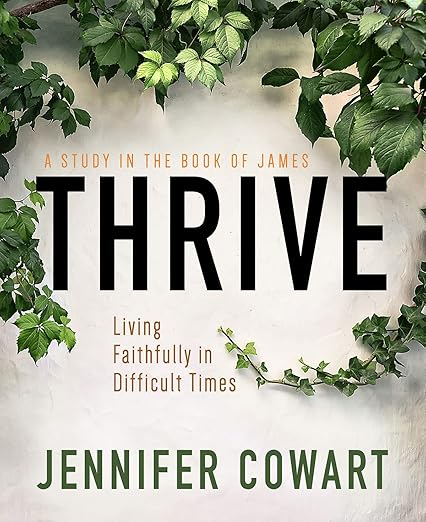 A STUDY IN THE BOOK OF JAMES
THRIVE
Living
Faithfully in
Difficult Times
JENNIFER COWART